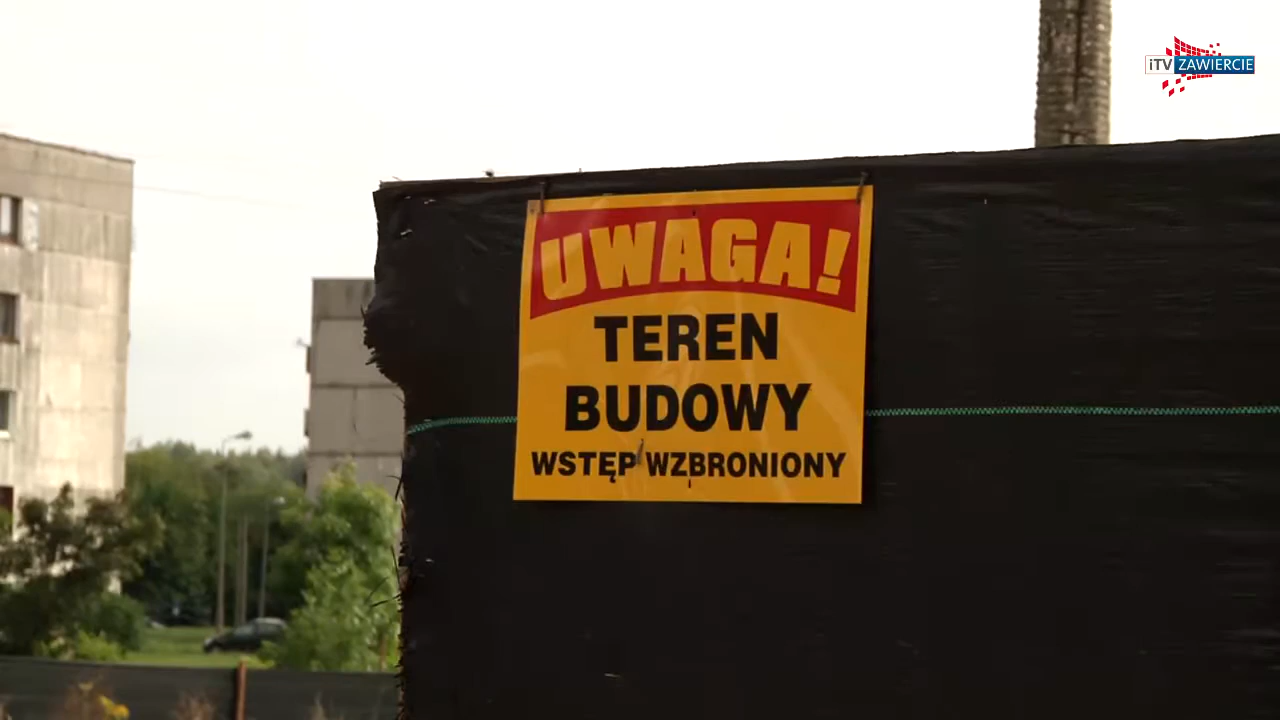 iTV ZAWIERCIE
UWAGA!
TEREN
BUDOWY
WSTĘP WZBRONIONY